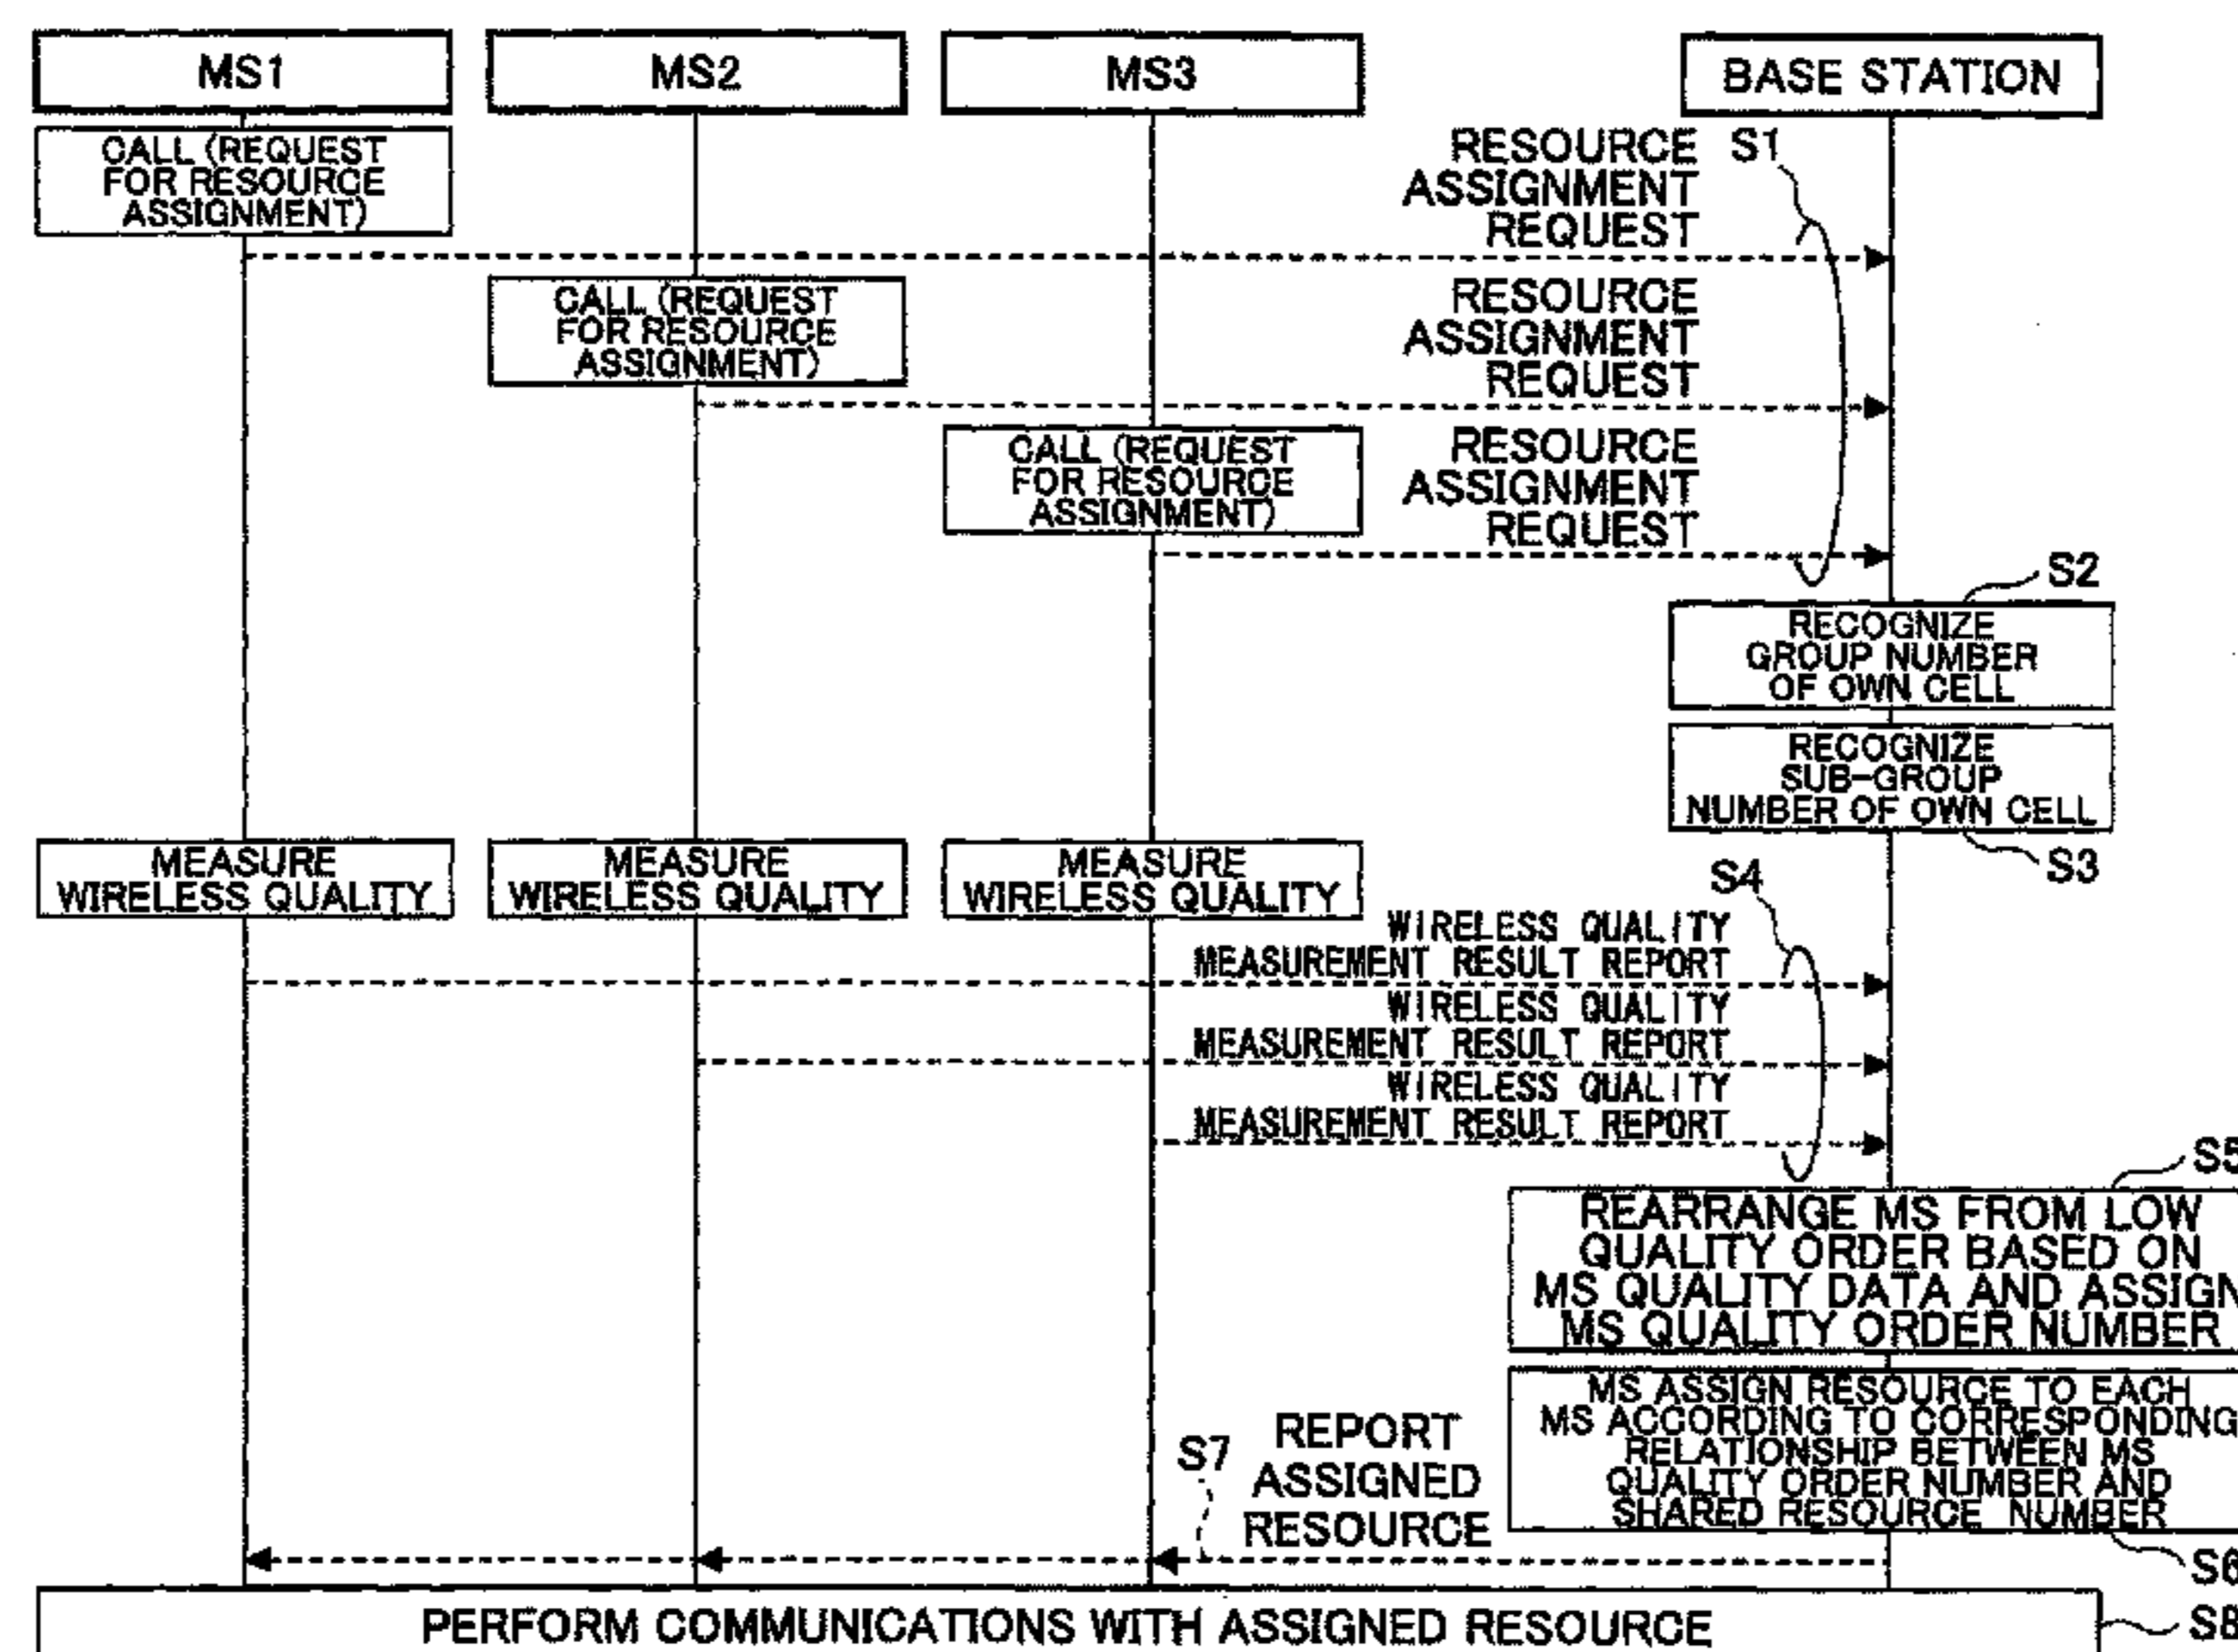 MS1
MS2
MS3
BASE STATION
CALL (REQUEST
FOR RESOURCE
ASSIGNMENT)
RESOURCE
ASSIGNMENT
REQUEST
S1
CALL (REQUEST
FOR RESOURCE
ASSIGNMENT)
RESOURCE
ASSIGNMENT
REQUEST
CALL (REQUEST
FOR RESOURCE
ASSIGNMENT)
RESOURCE
ASSIGNMENT
REQUEST
S2
RECOGNIZE
GROUP NUMBER
OF OWN CELL
RECOGNIZE
SUB-GROUP
NUMBER OF OWN CELL
S3
MEASURE
WIRELESS QUALITY
MEASURE
WIRELESS QUALITY
MEASURE
WIRELESS QUALITY
S4
WIRELESS QUALITY
MEASUREMENT RESULT REPORT
WIRELESS QUALITY
MEASUREMENT RESULT REPORT
WIRELESS QUALITY
MEASUREMENT RESULT REPORT
S5
REARRANGE MS FROM LOW
QUALITY ORDER BASED ON
MS QUALITY DATA AND ASSIGN
MS QUALITY ORDER NUMBER
MS ASSIGN RESOURCE TO EACH
MS ACCORDING TO CORRESPONDING
RELATIONSHIP BETWEEN MS
QUALITY ORDER NUMBER AND
SHARED RESOURCE NUMBER
S6
S7
REPORT
ASSIGNED
RESOURCE
PERFORM COMMUNICATIONS WITH ASSIGNED RESOURCE
S8